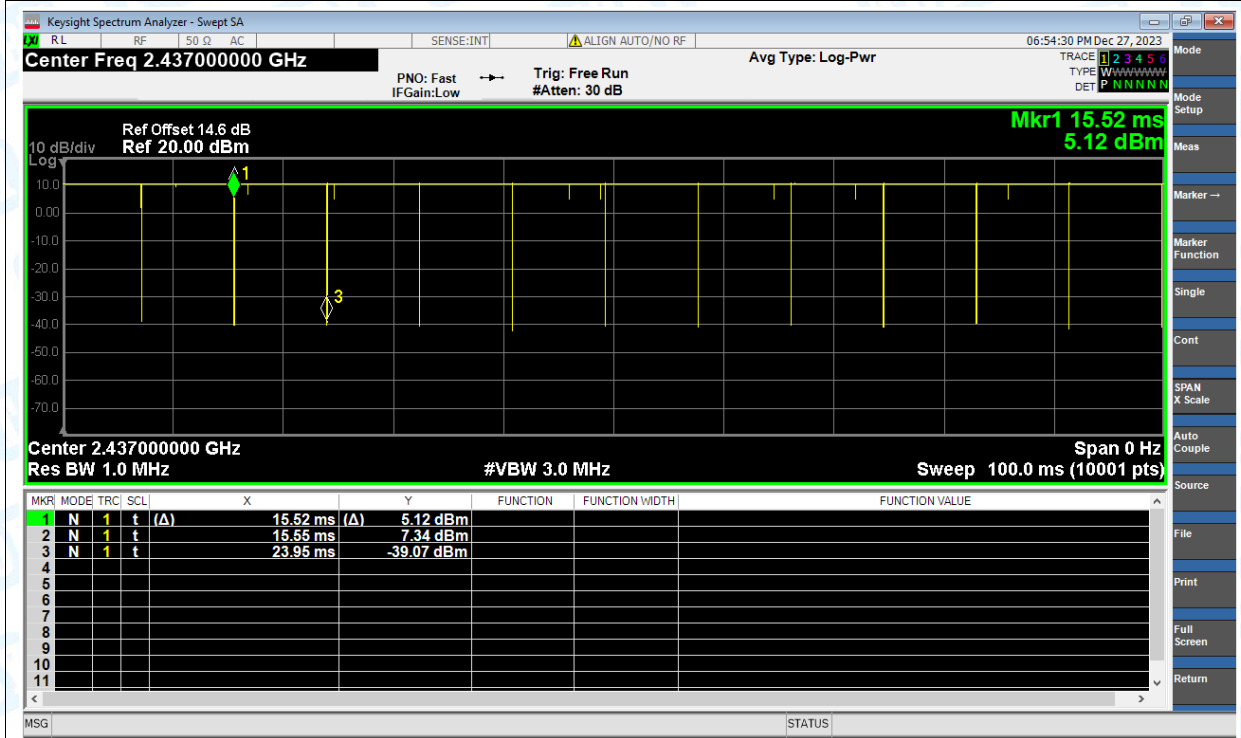 Keysight Spectrum Analyzer - Swept SA
LXI RL RF 50 Ω AC SENSE:INT ALIGN AUTO/NO RF 06:54:30 PM Dec 27, 2023
Center Freq 2.437000000 GHz
PNO: Fast
IFGain:Low
Trig: Free Run
#Atten: 30 dB
Avg Type: Log-Pwr
TRACE 1 2 3 4 5 6
TYPE WWWWWW
DET P N N N N N
Mkr1 15.52 ms
5.12 dBm
Ref Offset 14.6 dB
10 dB/div Ref 20.00 dBm
Log
1
10.0
0.00
-10.0
-20.0
-30.0
3
-40.0
-50.0
-60.0
-70.0
Center 2.437000000 GHz Span 0 Hz
Res BW 1.0 MHz #VBW 3.0 MHz Sweep 100.0 ms (10001 pts)
MKR MODE TRC SCL X Y FUNCTION FUNCTION WIDTH FUNCTION VALUE
1 N 1 t (Δ) 15.52 ms (Δ) 5.12 dBm
2 N 1 t 15.55 ms 7.34 dBm
3 N 1 t 23.95 ms -39.07 dBm
4
5
6
7
8
9
10
11
MSG STATUS
Mode
Mode
Setup
Meas
Marker →
Marker
Function
Single
Cont
SPAN
X Scale
Auto
Couple
Source
File
Print
Full
Screen
Return